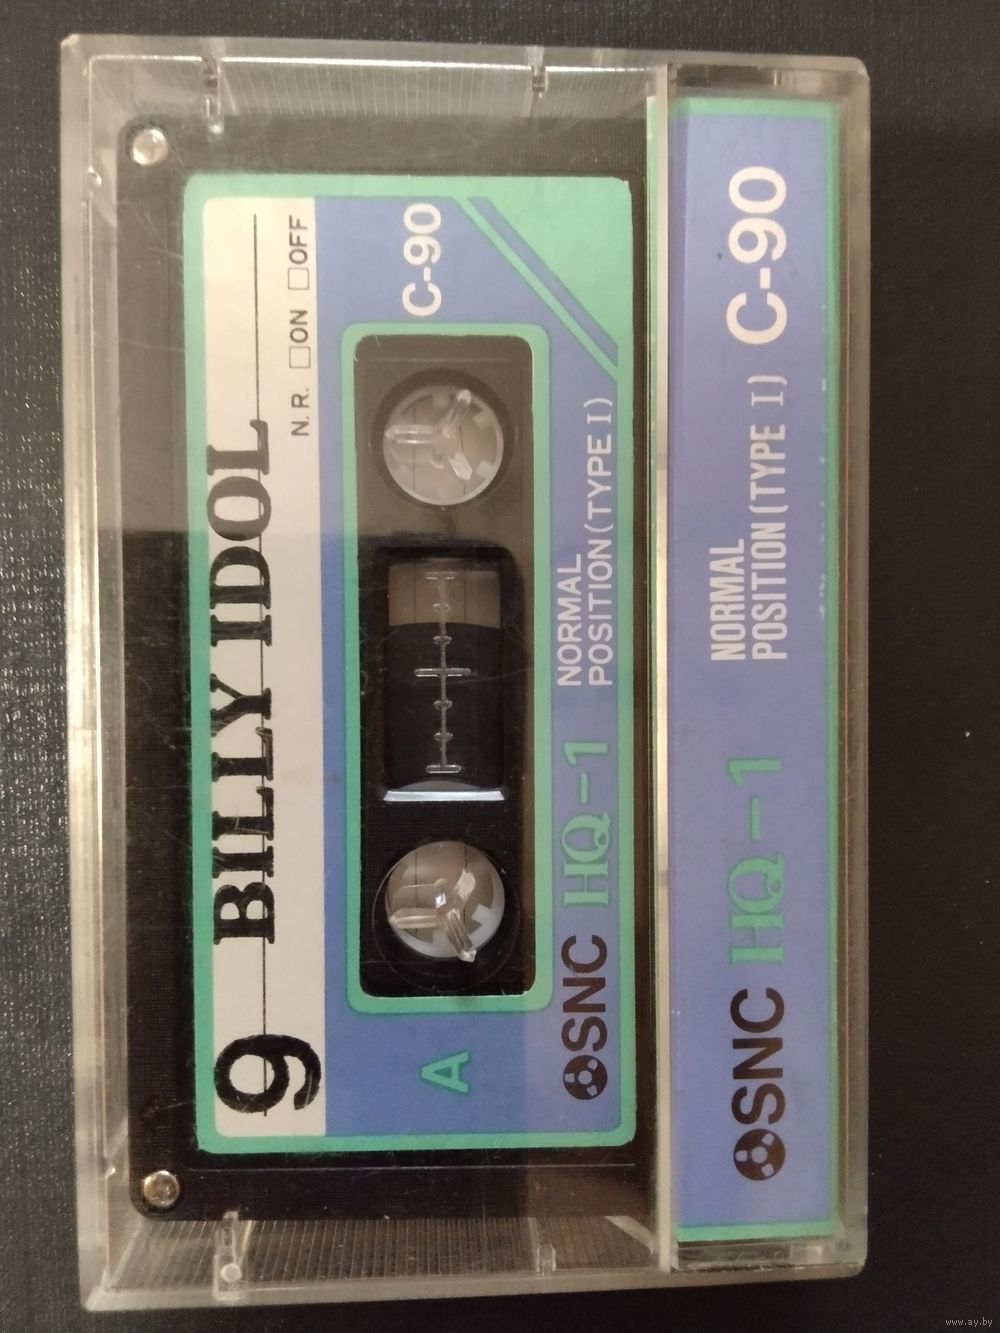 9 BILLY IDOL
N.R. □ON □OFF
A
C-90
SNC HQ-1 NORMAL
POSITION(TYPE I)
SNC HQ-1 NORMAL
POSITION(TYPE I) C-90
www.ay.by